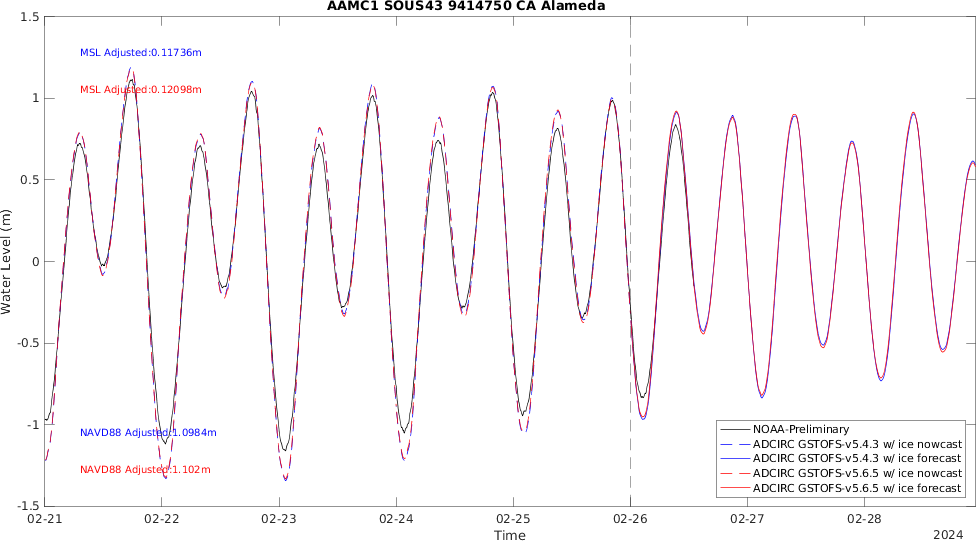 AAMC1 SOUS43 9414750 CA Alameda
1.5
1
0.5
0
-0.5
-1
-1.5
Water Level (m)
MSL Adjusted:0.11736m
MSL Adjusted:0.12098m
NAVD88 Adjusted:1.0984m
NAVD88 Adjusted:1.102m
NOAA-Preliminary
ADCIRC GSTOFS-v5.4.3 w/ ice nowcast
ADCIRC GSTOFS-v5.4.3 w/ ice forecast
ADCIRC GSTOFS-v5.6.5 w/ ice nowcast
ADCIRC GSTOFS-v5.6.5 w/ ice forecast
02-21 02-22 02-23 02-24 02-25 02-26 02-27 02-28
Time
2024